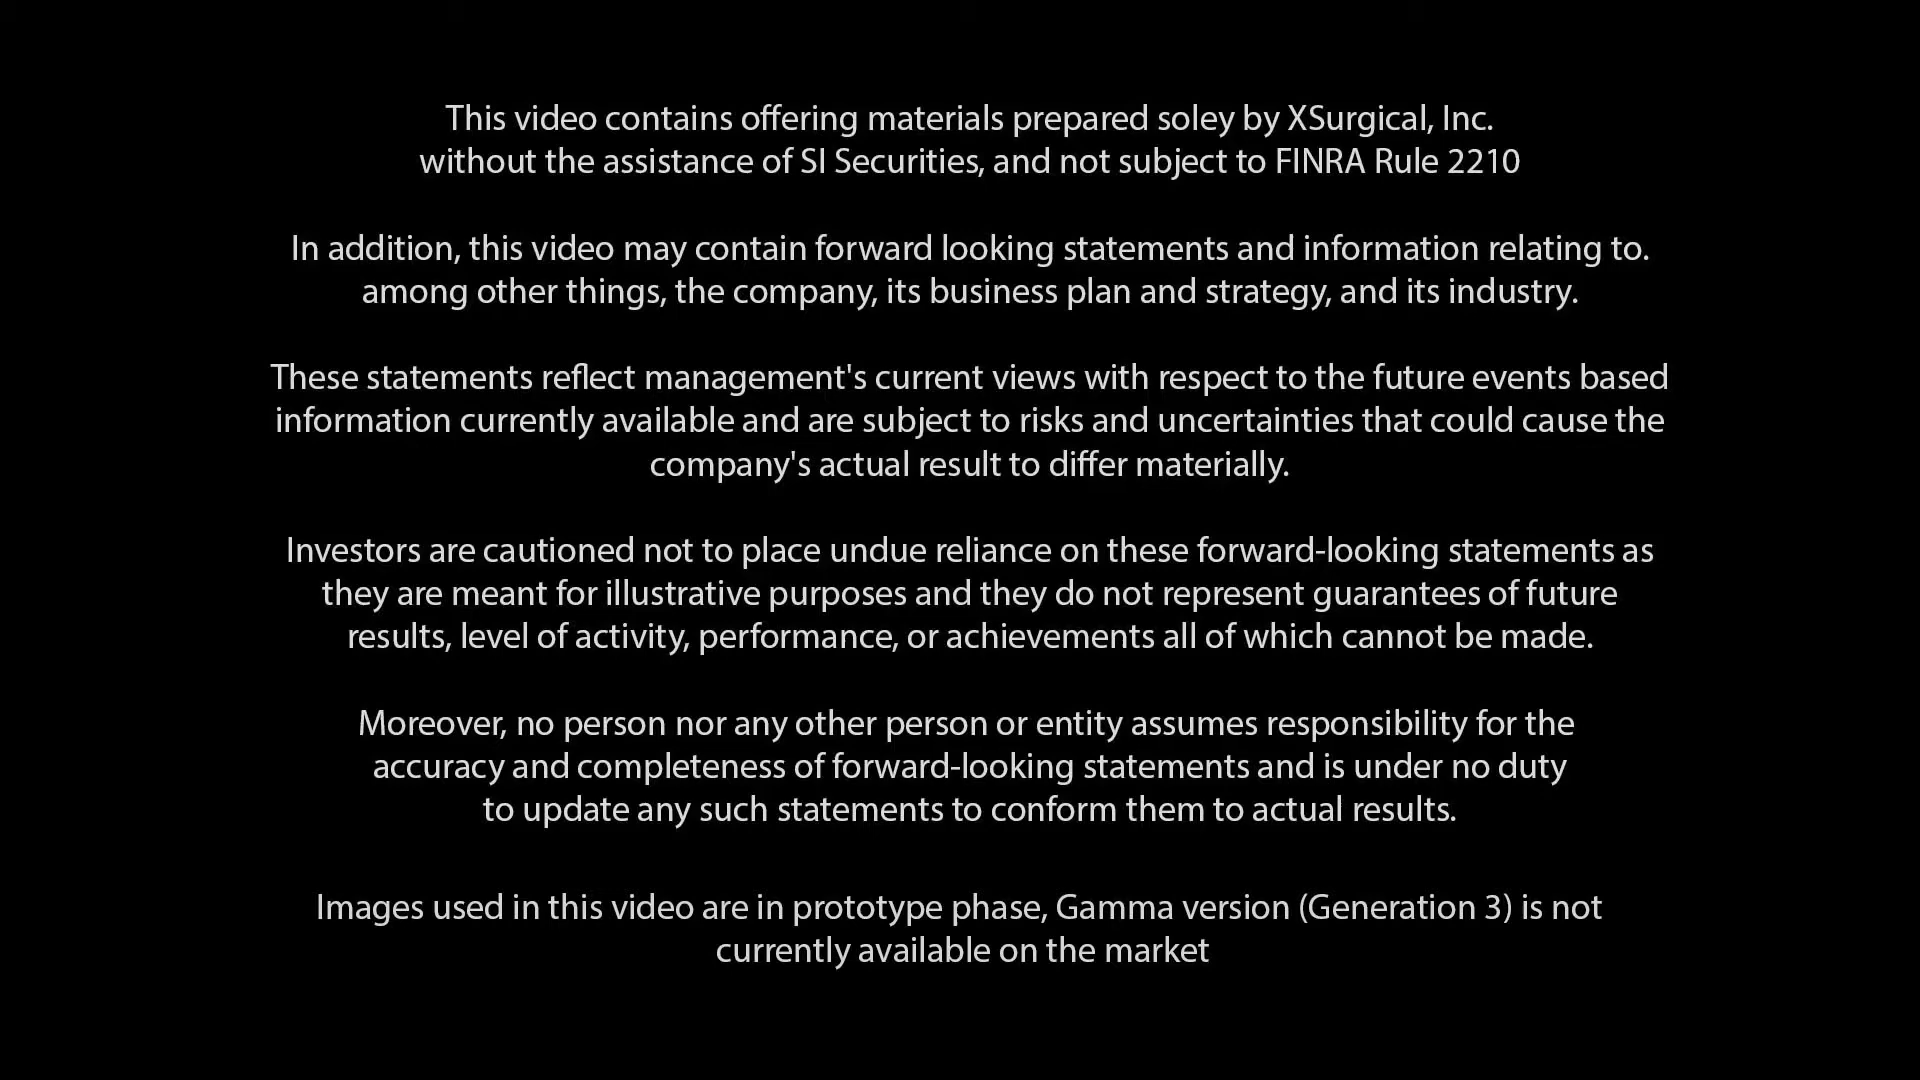 This video contains offering materials prepared soley by XSurgical, Inc.
without the assistance of SI Securities, and not subject to FINRA Rule 2210
In addition, this video may contain forward looking statements and information relating to.
among other things, the company, its business plan and strategy, and its industry.
These statements reflect management's current views with respect to the future events based
information currently available and are subject to risks and uncertainties that could cause the
company's actual result to differ materially.
Investors are cautioned not to place undue reliance on these forward-looking statements as
they are meant for illustrative purposes and they do not represent guarantees of future
results, level of activity, performance, or achievements all of which cannot be made.
Moreover, no person nor any other person or entity assumes responsibility for the
accuracy and completeness of forward-looking statements and is under no duty
to update any such statements to conform them to actual results.
Images used in this video are in prototype phase, Gamma version (Generation 3) is not
currently available on the market